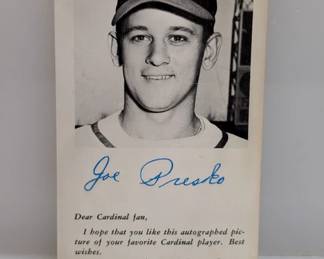 Joe Presko
Dear Cardinal fan,
I hope that you like this autographed pic-
ture of your favorite Cardinal player. Best
wishes.